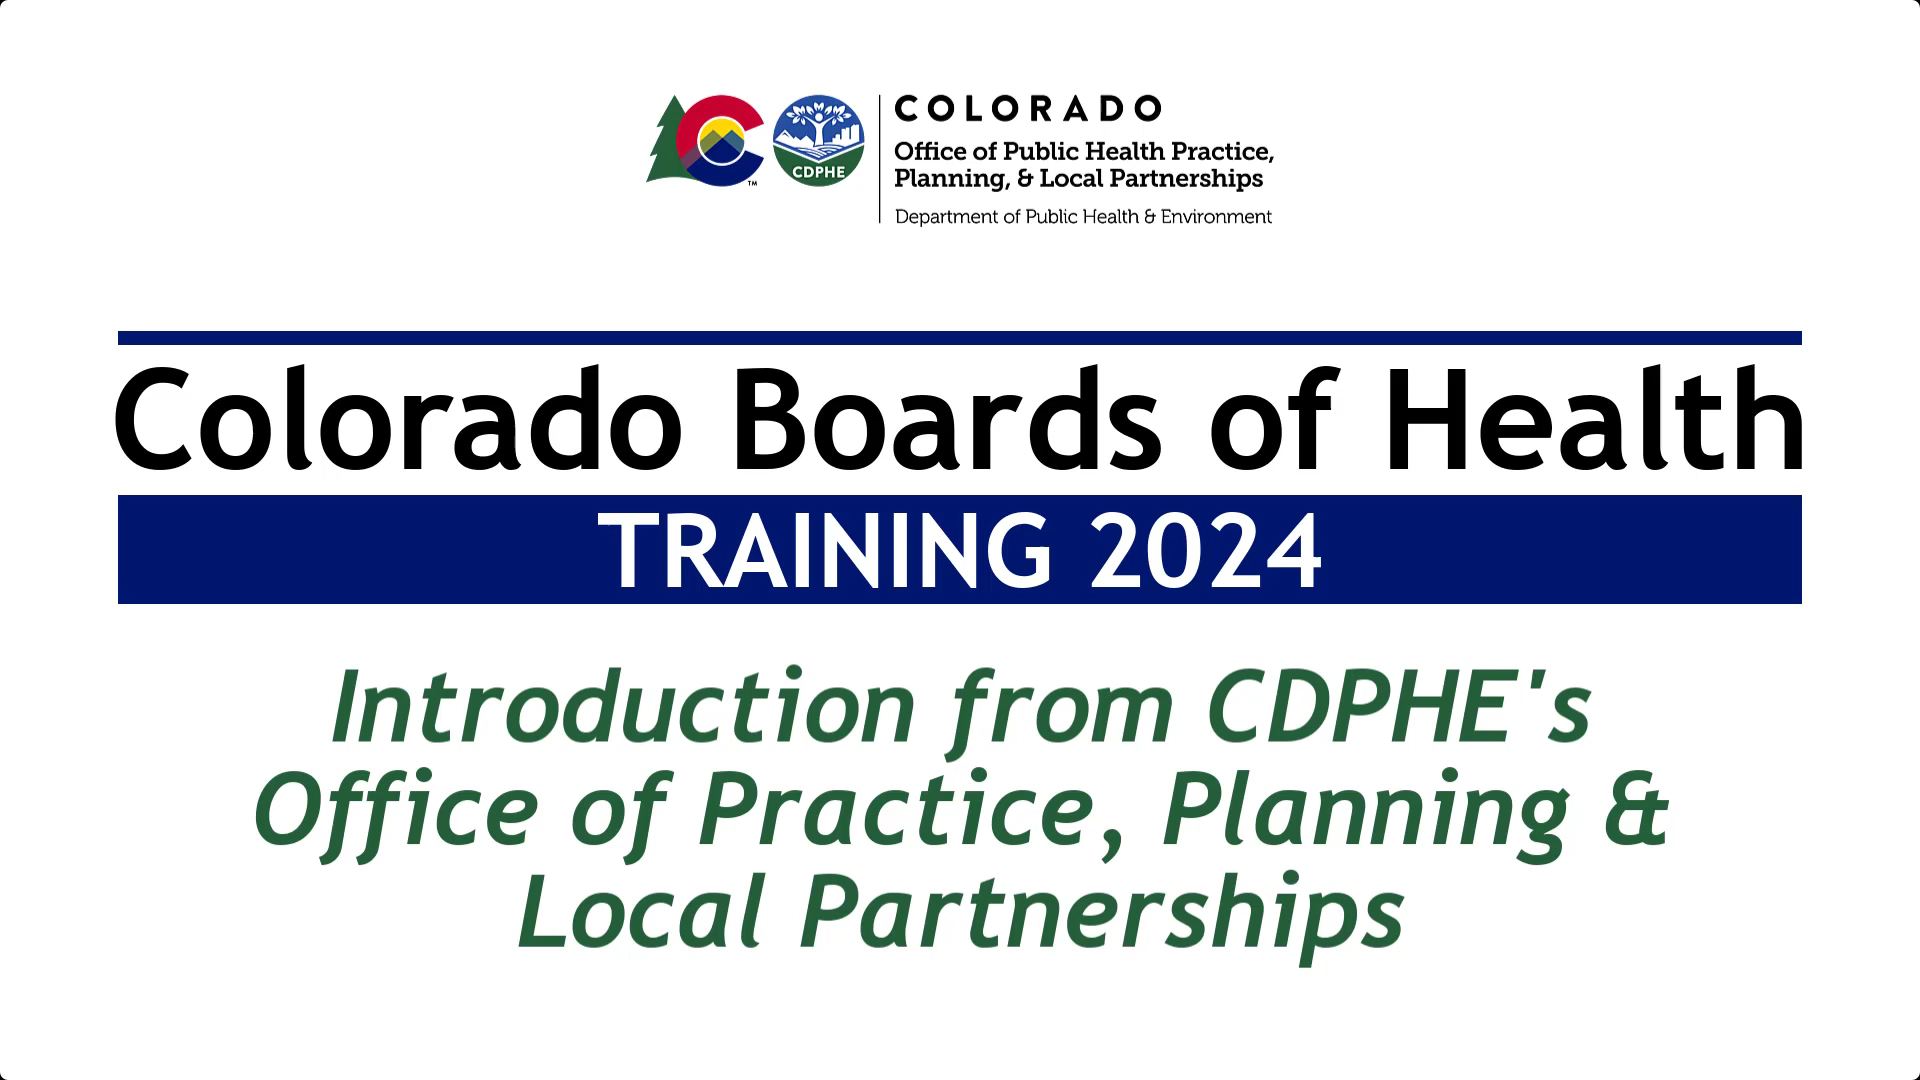 COLORADO
Office of Public Health Practice,
Planning, & Local Partnerships
Department of Public Health & Environment
CDPHE
TM
Colorado Boards of Health
TRAINING 2024
Introduction from CDPHE's
Office of Practice, Planning &
Local Partnerships